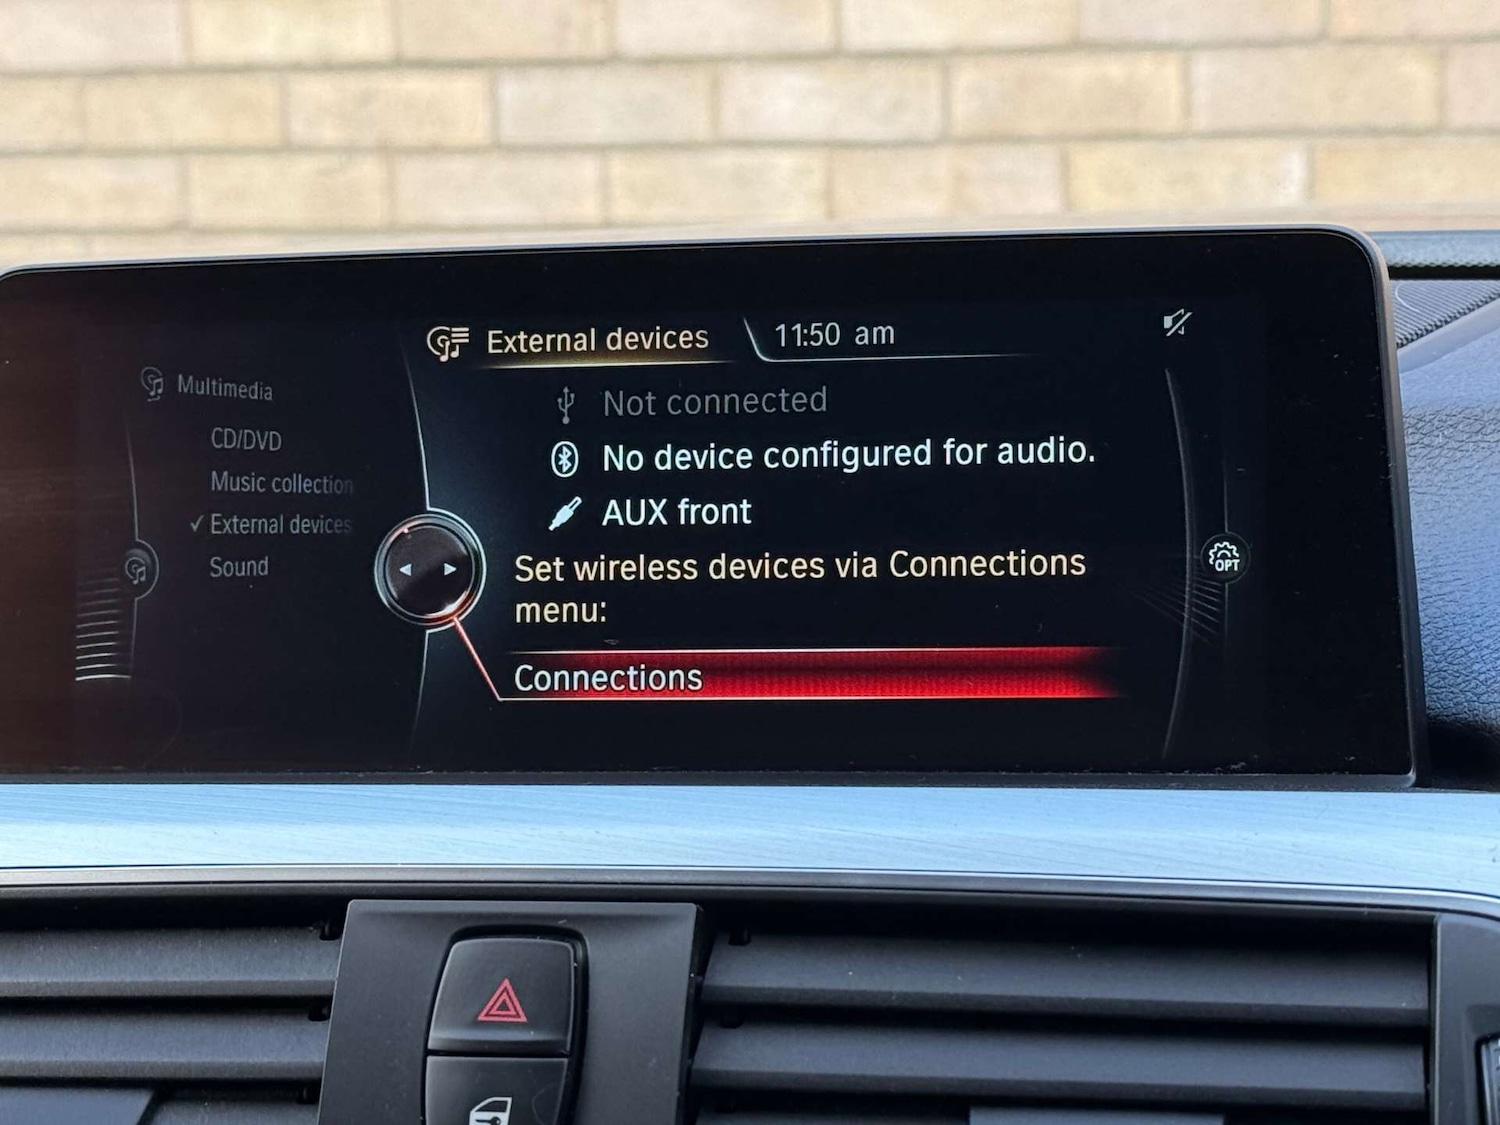 External devices
11:50 am
Multimedia
CD/DVD
Music collection
✓ External devices
Sound
Not connected
No device configured for audio.
AUX front
Set wireless devices via Connections
menu:
Connections
OPT